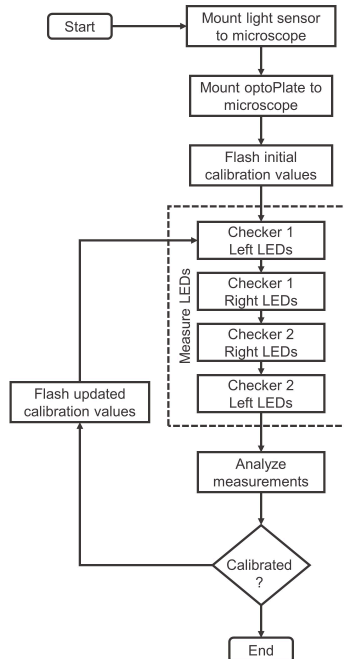 Start
Mount light sensor
to microscope
Mount optoPlate to
microscope
Flash initial
calibration values
Measure LEDs
Checker 1
Left LEDs
Checker 1
Right LEDs
Checker 2
Right LEDs
Checker 2
Left LEDs
Flash updated
calibration values
Analyze
measurements
Calibrated
?
End